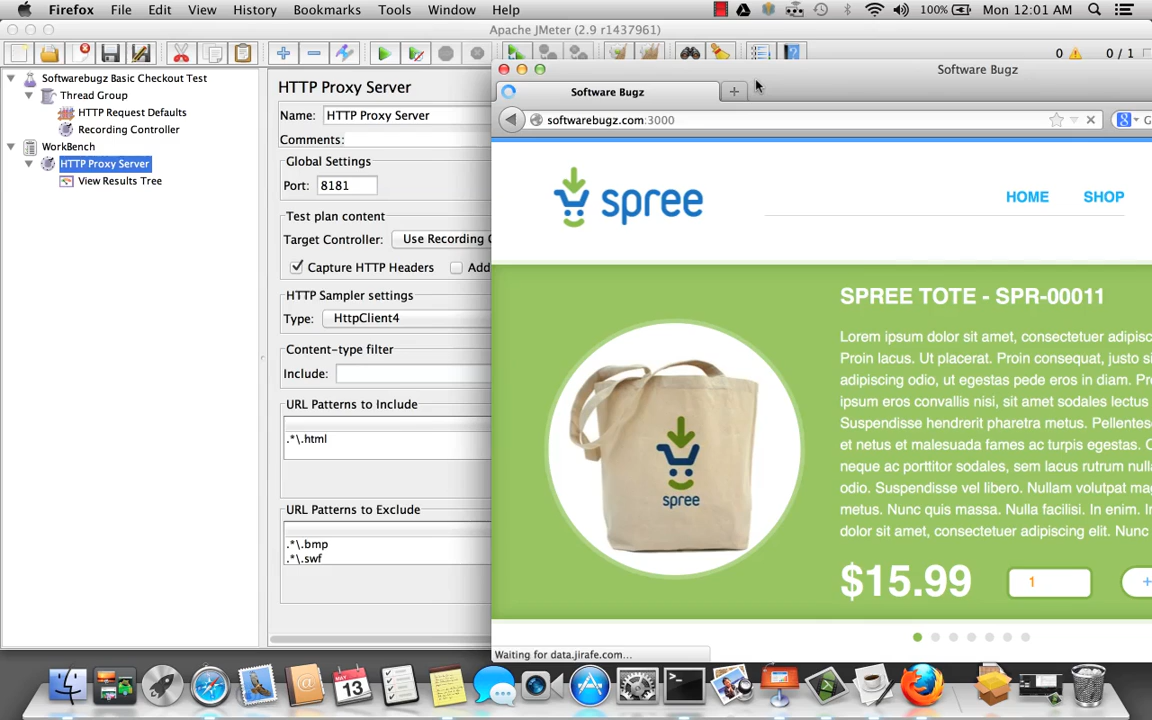 Firefox File Edit View History Bookmarks Tools Window Help 100% Mon 12:01 AM
Apache JMeter (2.9 r1437961)
0 0 / 1
Softwarebugz Basic Checkout Test
Thread Group
HTTP Request Defaults
Recording Controller
WorkBench
HTTP Proxy Server
View Results Tree
HTTP Proxy Server
Name: HTTP Proxy Server
Comments:
Global Settings
Port: 8181
Test plan content
Target Controller: Use Recording
Capture HTTP Headers Add
HTTP Sampler settings
Type: HttpClient4
Content-type filter
Include:
URL Patterns to Include
.*\.html
URL Patterns to Exclude
.*\.bmp
.*\.swf
Software Bugz
Software Bugz
softwarebugz.com:3000
spree
HOME SHOP
SPREE TOTE - SPR-00011
Lorem ipsum dolor sit amet, consectetuer adipisc
Proin lacus. Ut placerat. Proin consequat, justo si
adipiscing odio, ut egestas pede eros in diam. Pr
ipsum eros convallis nisi, sit amet sodales lectus
Suspendisse hendrerit pharetra metus. Pellentes
et netus et malesuada fames ac turpis egestas. C
neque ac porttitor sodales, sem lacus rutrum nulla
odio. Suspendisse vel libero. Nullam volutpat ma
metus. Nunc quis massa. Nulla facilisi. In enim. In
dolor sit amet, consectetuer adipiscing elit. Nunc
spree
$15.99 1 +
Waiting for data.jirafe.com...
MAY
13